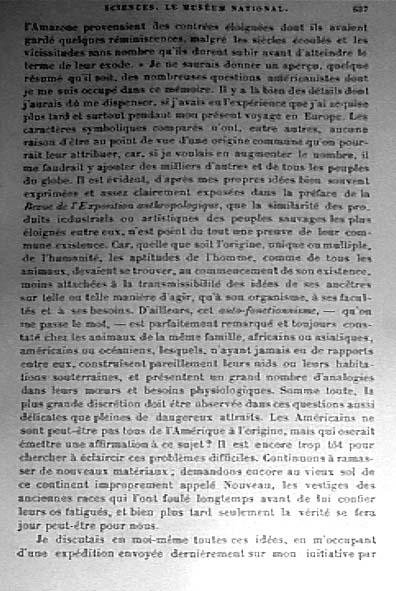 SCIENCES. LE MUSÉUM NATIONAL. 637
l'Amazone provenaient des contrées éloignées dont ils avaient
gardé quelques réminiscences, malgré les siècles écoulés et les
vicissitudes sans nombre qu'ils durent subir avant d'atteindre le
terme de leur exode. » Je ne saurais donner un aperçu, quelque
résumé qu'il soit, des nombreuses questions américanistes dont
je me suis occupé dans ce mémoire. Il y a là bien des détails dont
j'aurais dû me dispenser, si j'avais eu l'expérience que j'ai acquise
plus tard et surtout pendant mon présent voyage en Europe. Les
caractères symboliques comparés n'ont, entre autres, aucune
raison d'être au point de vue d'une origine commune qu'on pour-
rait leur attribuer, car, si je voulais en augmenter le nombre, il
me faudrait y ajouter des milliers d'autres et de tous les peuples
du globe. Il est évident, d'après mes propres idées bien souvent
exprimées et assez clairement exposées dans la préface de la
Revue de l'Exposition anthropologique, que la similarité des pro-
duits industriels ou artistiques des peuples sauvages les plus
éloignés entre eux, n'est point du tout une preuve de leur com-
mune existence. Car, quelle que soit l'origine, unique ou multiple,
de l'humanité, les aptitudes de l'homme, comme de tous les
animaux, devaient se trouver, au commencement de son existence,
moins attachées à la transmissibilité des idées de ses ancêtres
sur telle ou telle manière d'agir, qu'à son organisme, à ses facul-
tés et à ses besoins. D'ailleurs, cet auto-fonctionnisme, — qu'on
me passe le mot, — est parfaitement remarqué et toujours cons-
taté chez les animaux de la même famille, africains ou asiatiques,
américains ou océaniens, lesquels, n'ayant jamais eu de rapports
entre eux, construisent pareillement leurs nids ou leurs habita-
tions souterraines, et présentent un grand nombre d'analogies
dans leurs mœurs et besoins physiologiques. Somme toute, la
plus grande discrétion doit être observée dans ces questions aussi
délicates que pleines de dangereux attraits. Les Américains ne
sont peut-être pas tous de l'Amérique à l'origine, mais qui oserait
émettre une affirmation à ce sujet? Il est encore trop tôt pour
chercher à éclaircir ces problèmes difficiles. Continuons à ramas-
ser de nouveaux matériaux; demandons encore au vieux sol de
ce continent improprement appelé Nouveau, les vestiges des
anciennes races qui l'ont foulé longtemps avant de lui confier
leurs os fatigués, et bien plus tard seulement la vérité se fera
jour peut-être pour nous.
Je discutais en moi-même toutes ces idées, en m'occupant
d'une expédition envoyée dernièrement sur mon initiative par